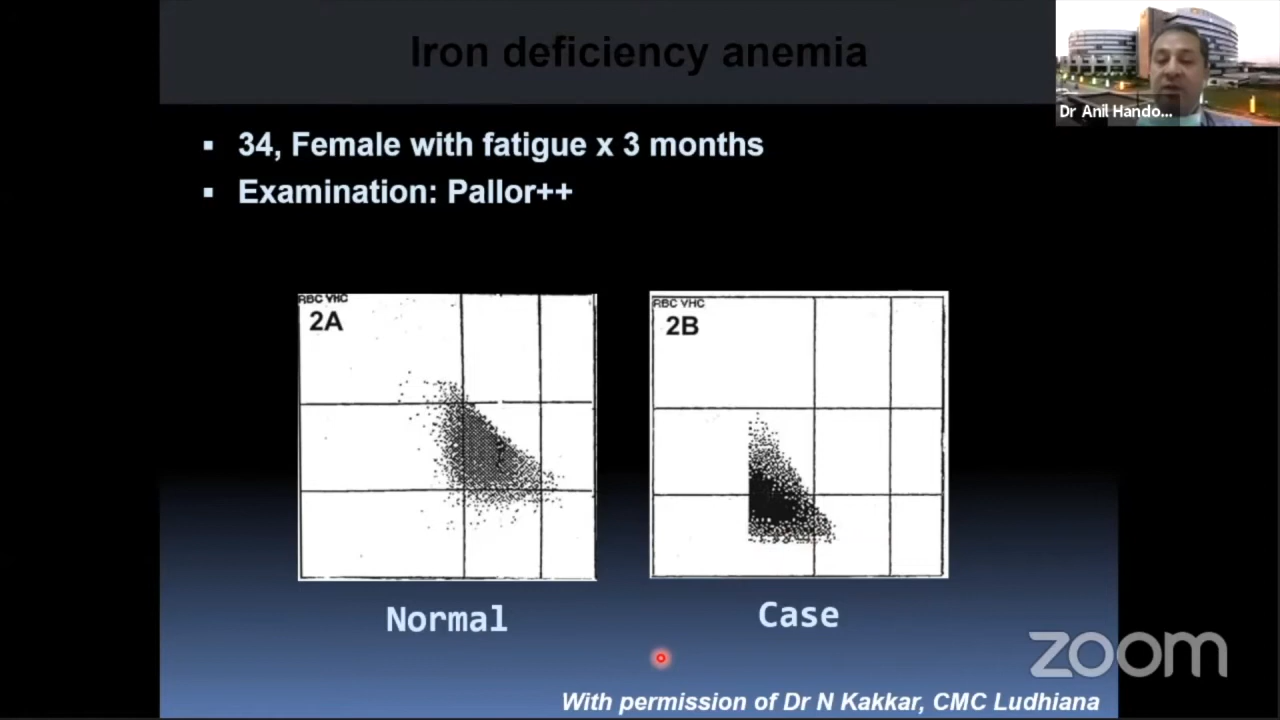 Iron deficiency anemia
Dr Anil Hando...
34, Female with fatigue x 3 months
Examination: Pallor++
RBC VHC
2A
RBC VHC
2B
Normal
Case
zoom
With permission of Dr N Kakkar, CMC Ludhiana